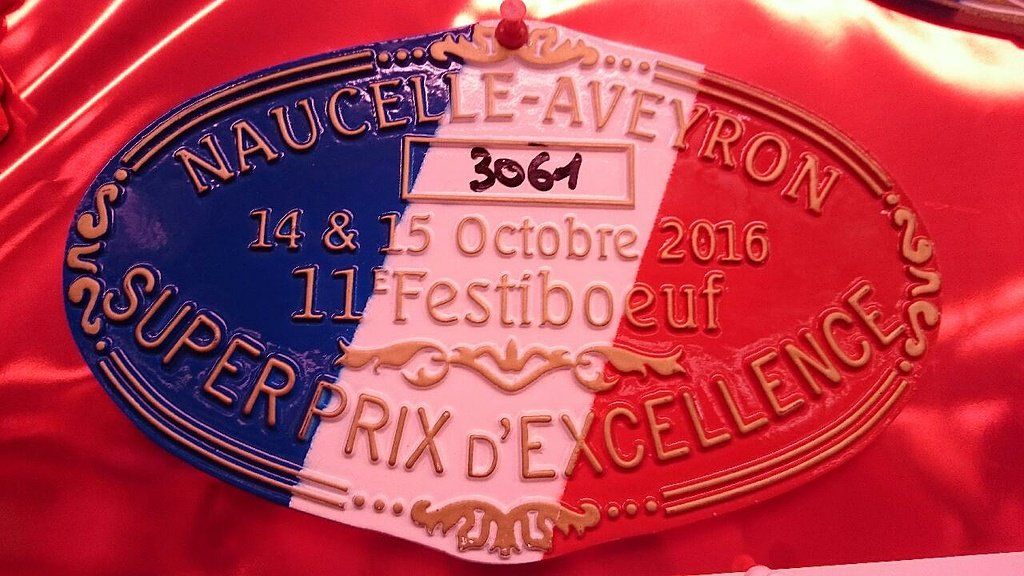 NAUCELLE-AVEYRON
3061
14 & 15 Octobre 2016
11E Festiboeuf
SUPER PRIX D'EXCELLENCE